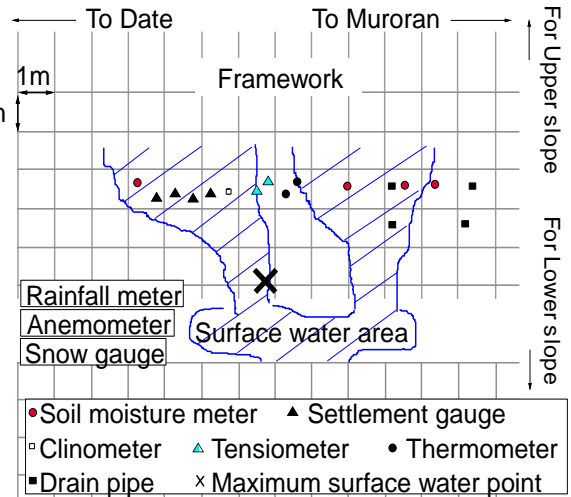 To Date To Muroran
For Upper slope
1m
Framework
m
For Lower slope
Rainfall meter
Anemometer
Snow gauge
Surface water area
Soil moisture meter Settlement gauge
Clinometer Tensiometer Thermometer
Drain pipe Maximum surface water point